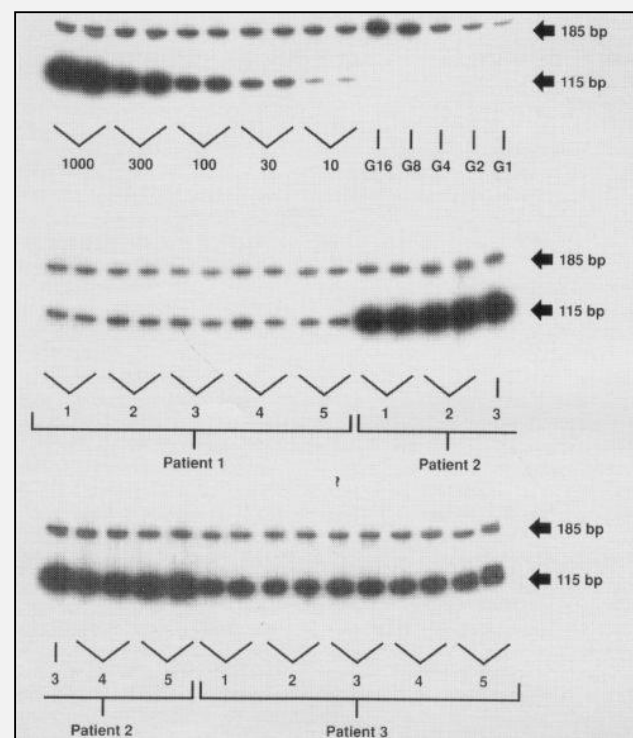 185 bp
115 bp
1000 300 100 30 10 G16 G8 G4 G2 G1
185 bp
115 bp
1 2 3 4 5 1 2 3
Patient 1 Patient 2
185 bp
115 bp
3 4 5 1 2 3 4 5
Patient 2 Patient 3